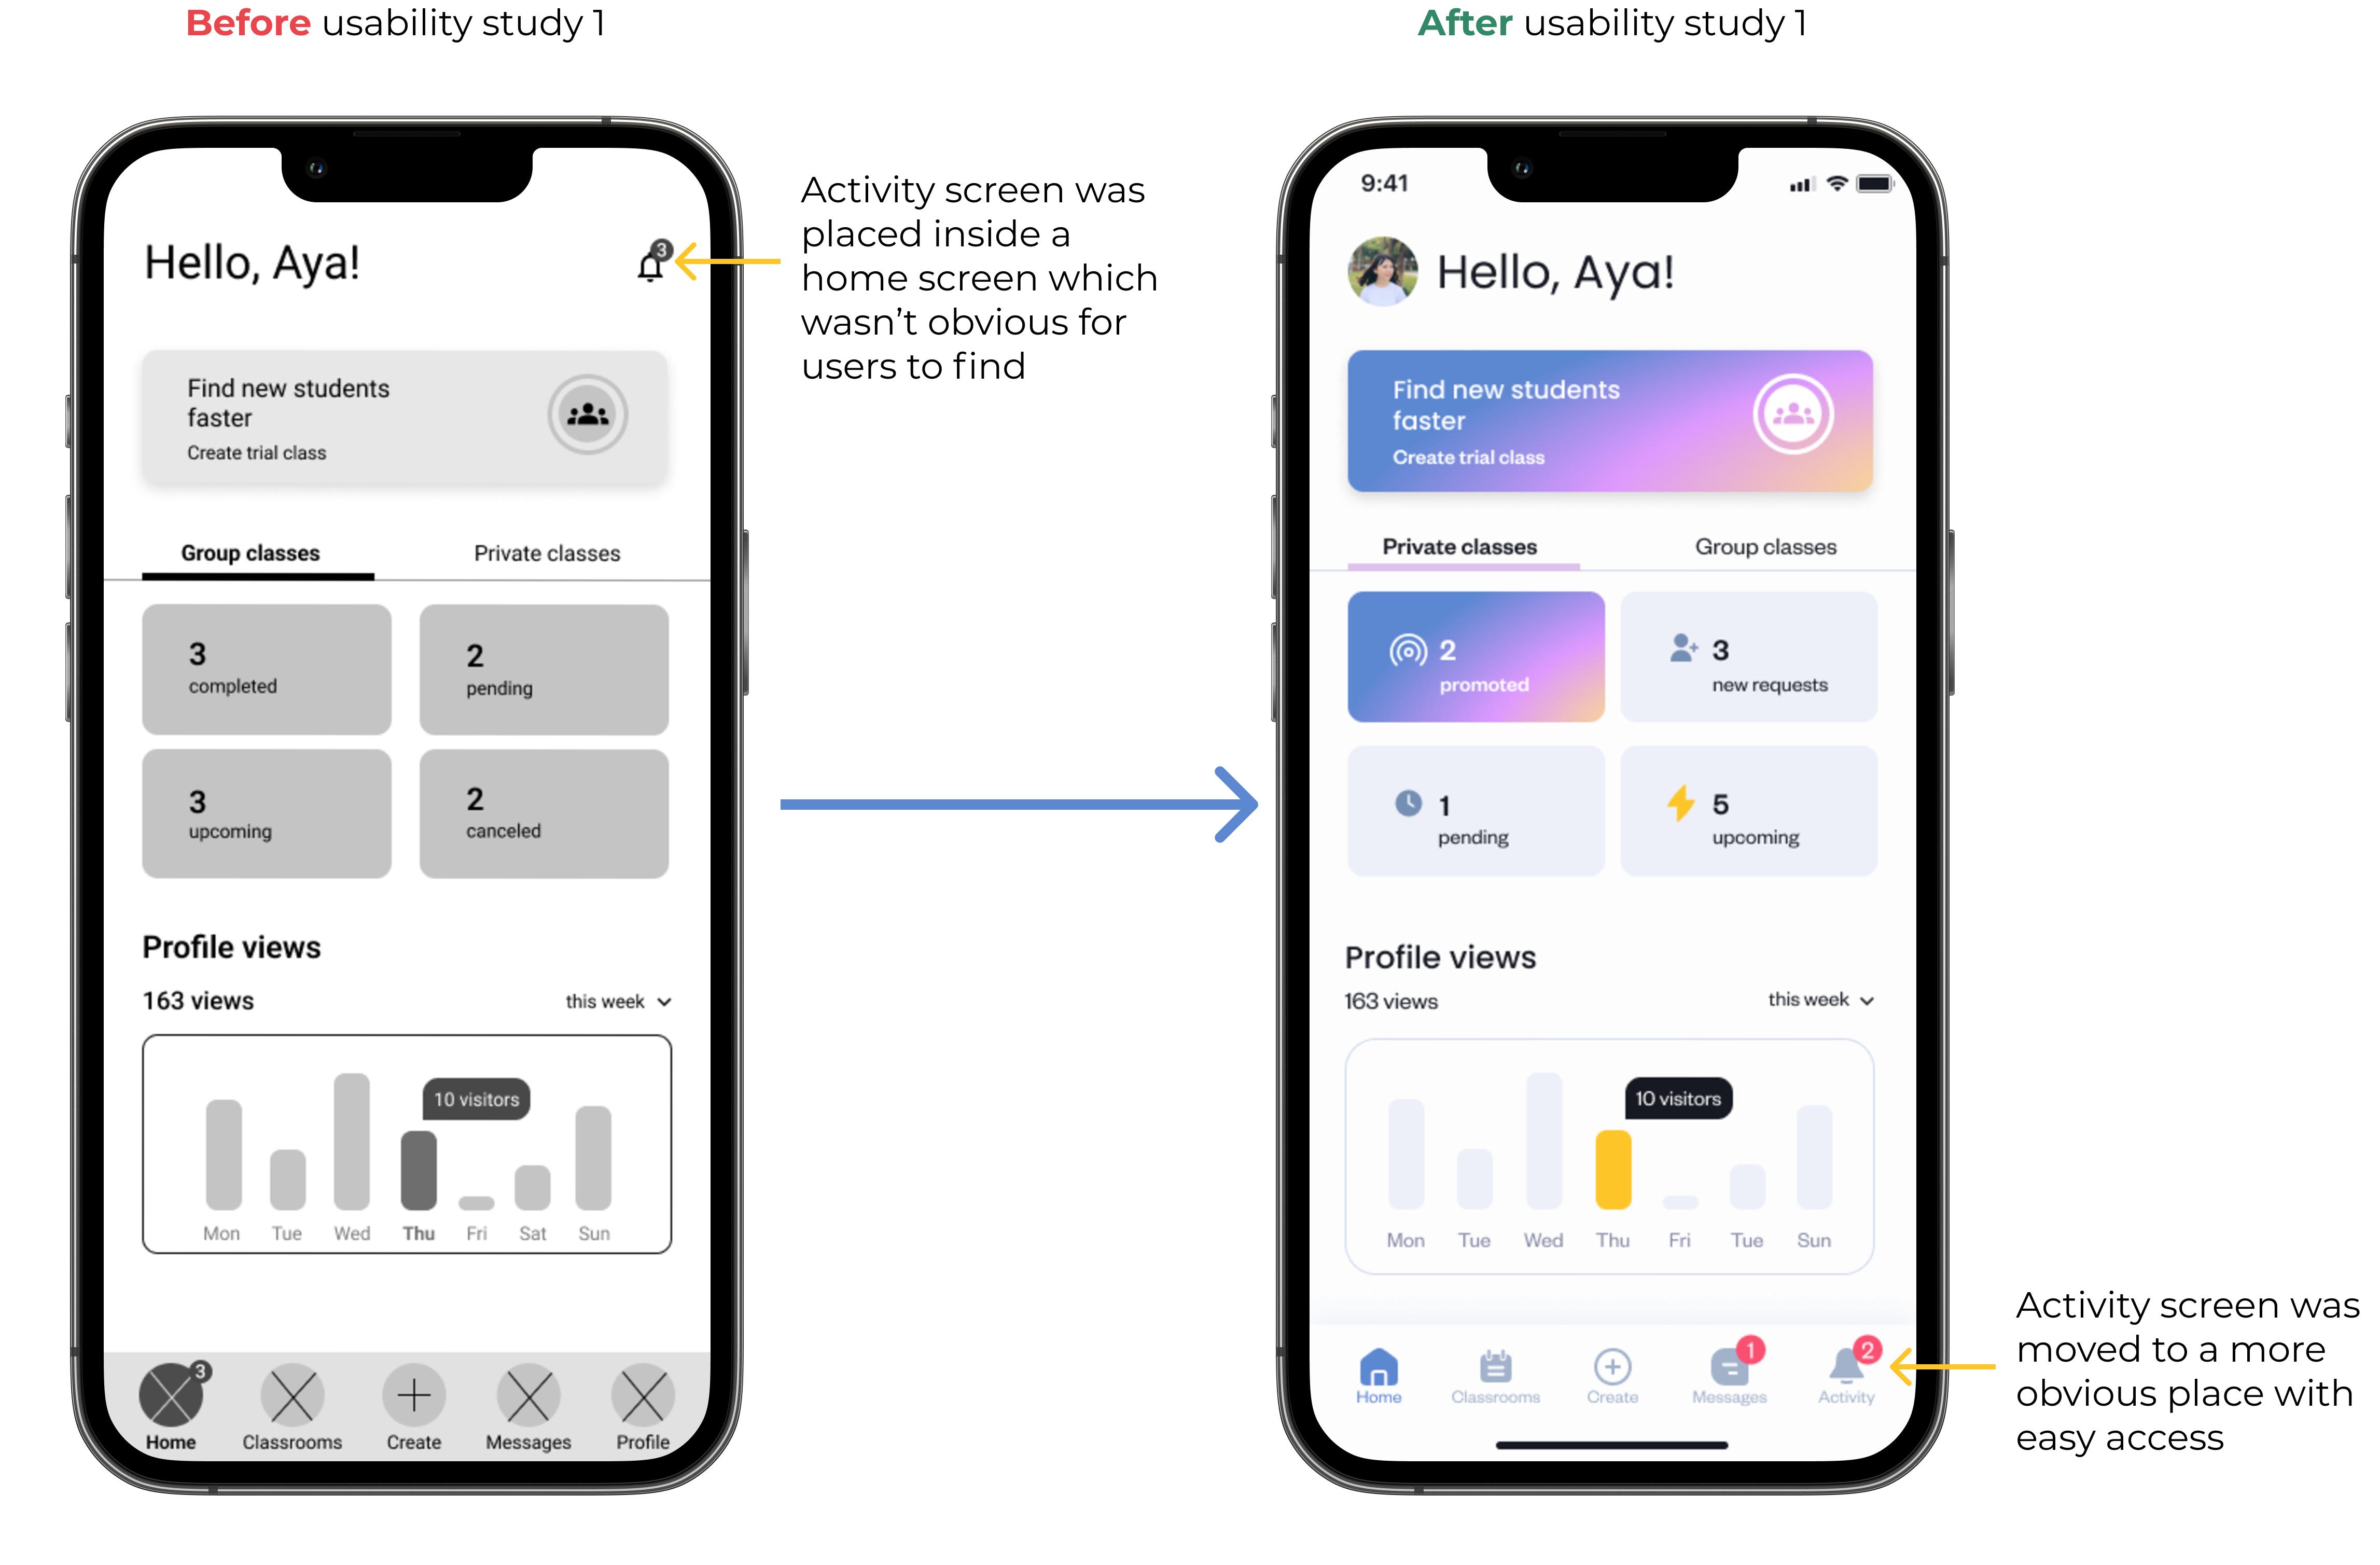 Before usability study 1
Hello, Aya!
3
Find new students
faster
Create trial class
Group classes
Private classes
3
completed
2
pending
3
upcoming
2
canceled
Profile views
163 views
this week
10 visitors
Mon
Tue
Wed
Thu
Fri
Sat
Sun
3
Home
Classrooms
Create
Messages
Profile
Activity screen was
placed inside a
home screen which
wasn’t obvious for
users to find
After usability study 1
9:41
Hello, Aya!
Find new students
faster
Create trial class
Private classes
Group classes
2
promoted
3
new requests
1
pending
5
upcoming
Profile views
163 views
this week
10 visitors
Mon
Tue
Wed
Thu
Fri
Tue
Sun
1
2
Home
Classrooms
Create
Messages
Activity
Activity screen was
moved to a more
obvious place with
easy access